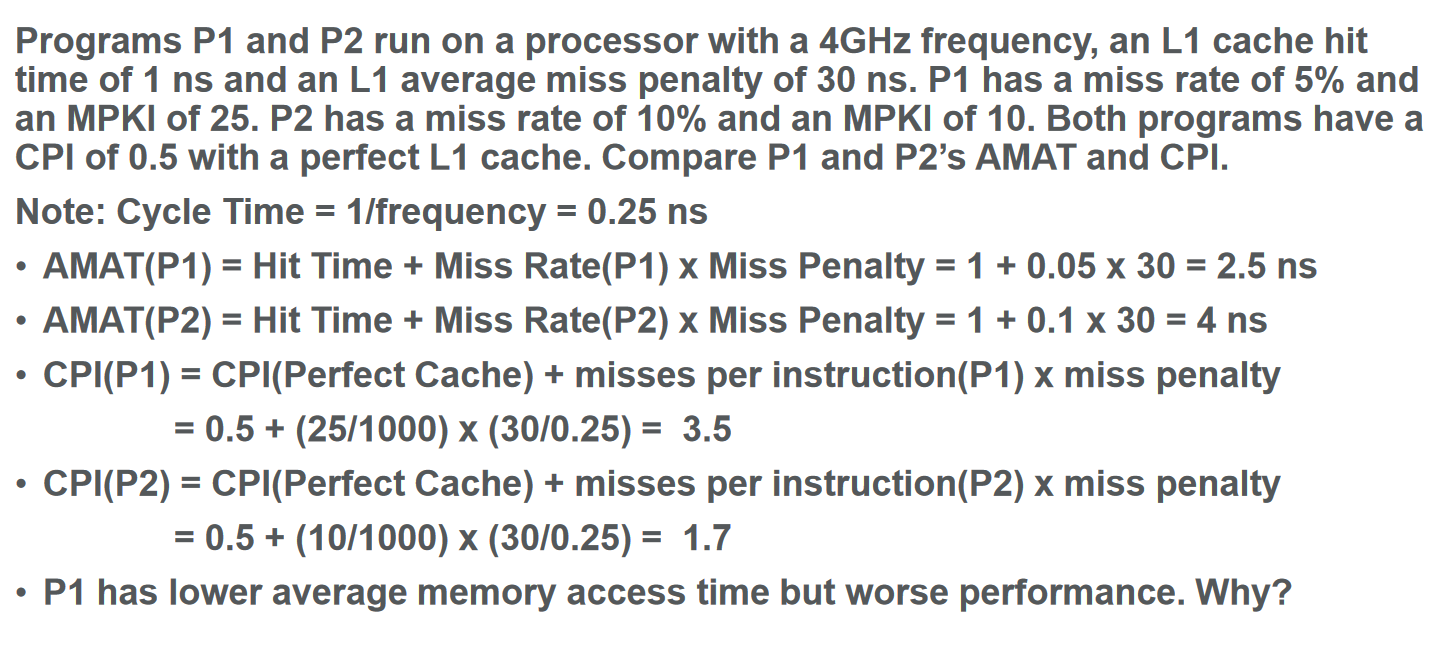 Programs P1 and P2 run on a processor with a 4GHz frequency, an L1 cache hit
time of 1 ns and an L1 average miss penalty of 30 ns. P1 has a miss rate of 5% and
an MPKI of 25. P2 has a miss rate of 10% and an MPKI of 10. Both programs have a
CPI of 0.5 with a perfect L1 cache. Compare P1 and P2’s AMAT and CPI.
Note: Cycle Time = 1/frequency = 0.25 ns
• AMAT(P1) = Hit Time + Miss Rate(P1) x Miss Penalty = 1 + 0.05 x 30 = 2.5 ns
• AMAT(P2) = Hit Time + Miss Rate(P2) x Miss Penalty = 1 + 0.1 x 30 = 4 ns
• CPI(P1) = CPI(Perfect Cache) + misses per instruction(P1) x miss penalty
= 0.5 + (25/1000) x (30/0.25) = 3.5
• CPI(P2) = CPI(Perfect Cache) + misses per instruction(P2) x miss penalty
= 0.5 + (10/1000) x (30/0.25) = 1.7
• P1 has lower average memory access time but worse performance. Why?